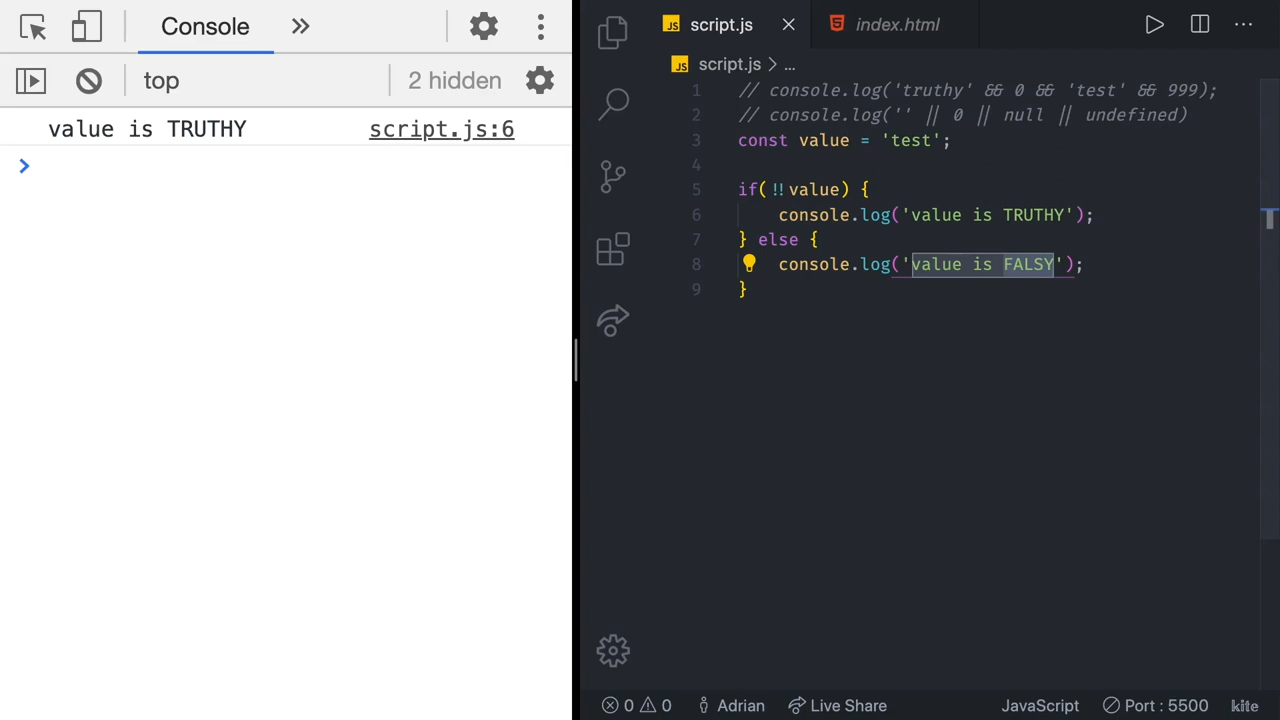 Console
top
2 hidden
value is TRUTHY script.js:6
script.js
index.html
script.js > ...
1 // console.log('truthy' && 0 && 'test' && 999);
2 // console.log('' || 0 || null || undefined)
3 const value = 'test';
4
5 if(!!value) {
6 console.log('value is TRUTHY');
7 } else {
8 console.log('value is FALSY');
9 }
0 0 Adrian Live Share JavaScript Port : 5500 kite